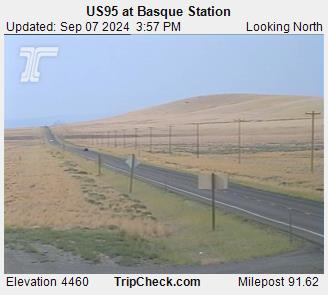 US95 at Basque Station
Updated: Sep 07 2024 3:57 PM Looking North
Elevation 4460 TripCheck.com Milepost 91.62